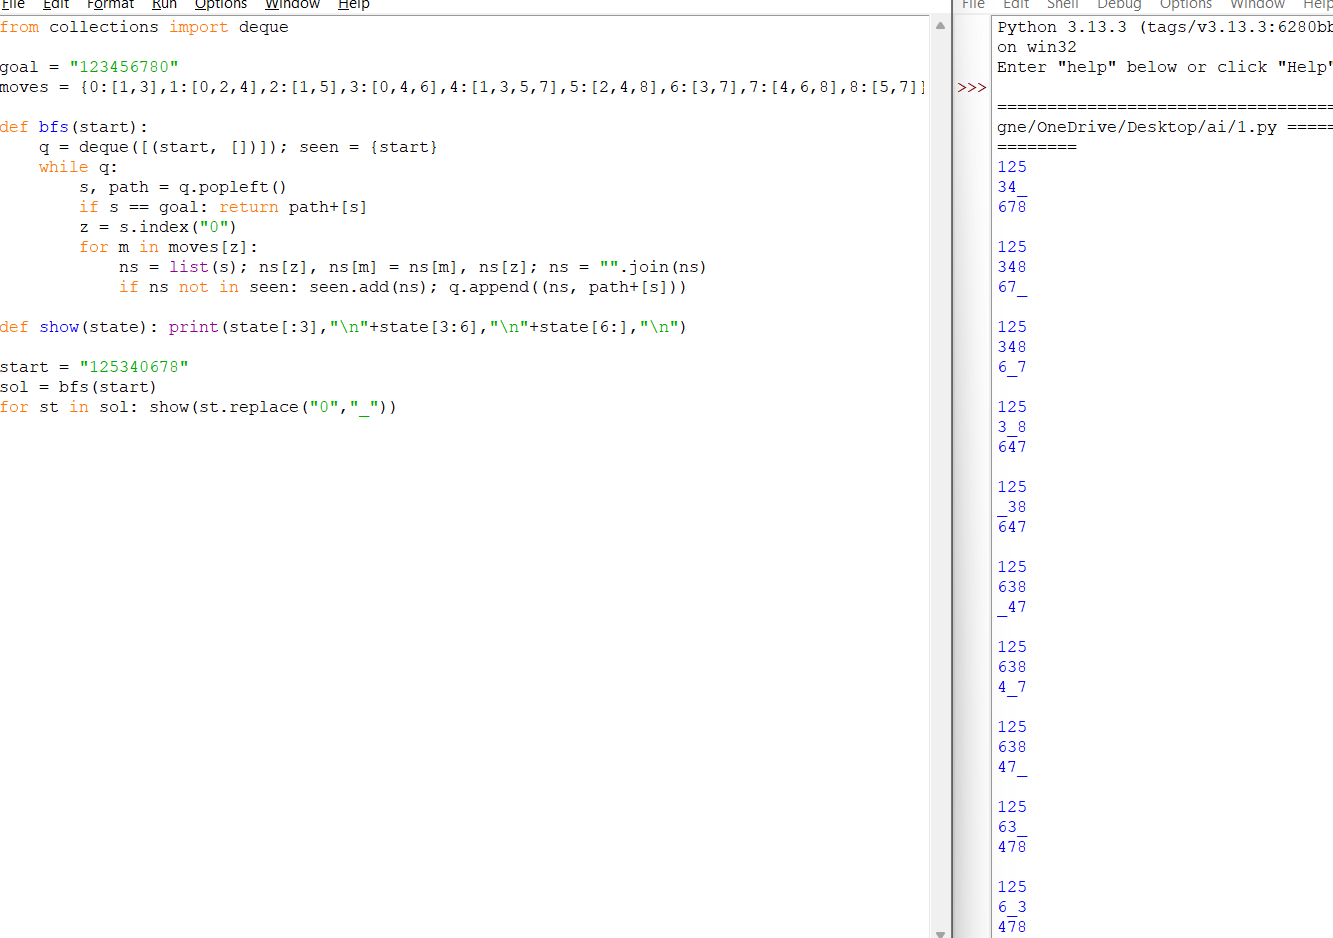 File Edit Format Run Options Window Help
from collections import deque
goal = "123456780"
moves = {0:[1,3],1:[0,2,4],2:[1,5],3:[0,4,6],4:[1,3,5,7],5:[2,4,8],6:[3,7],7:[4,6,8],8:[5,7]}
def bfs(start):
    q = deque([(start, [])]); seen = {start}
    while q:
        s, path = q.popleft()
        if s == goal: return path+[s]
        z = s.index("0")
        for m in moves[z]:
            ns = list(s); ns[z], ns[m] = ns[m], ns[z]; ns = "".join(ns)
            if ns not in seen: seen.add(ns); q.append((ns, path+[s]))
def show(state): print(state[:3],"\n"+state[3:6],"\n"+state[6:],"\n")
start = "125340678"
sol = bfs(start)
for st in sol: show(st.replace("0","_"))
File Edit Shell Debug Options Window Help
Python 3.13.3 (tags/v3.13.3:6280bb
on win32
Enter "help" below or click "Help"
>>>
=================================
gne/OneDrive/Desktop/ai/1.py =====
========
125
34_
678
125
348
67_
125
348
6_7
125
3_8
647
125
_38
647
125
638
_47
125
638
4_7
125
638
47_
125
63_
478
125
6_3
478